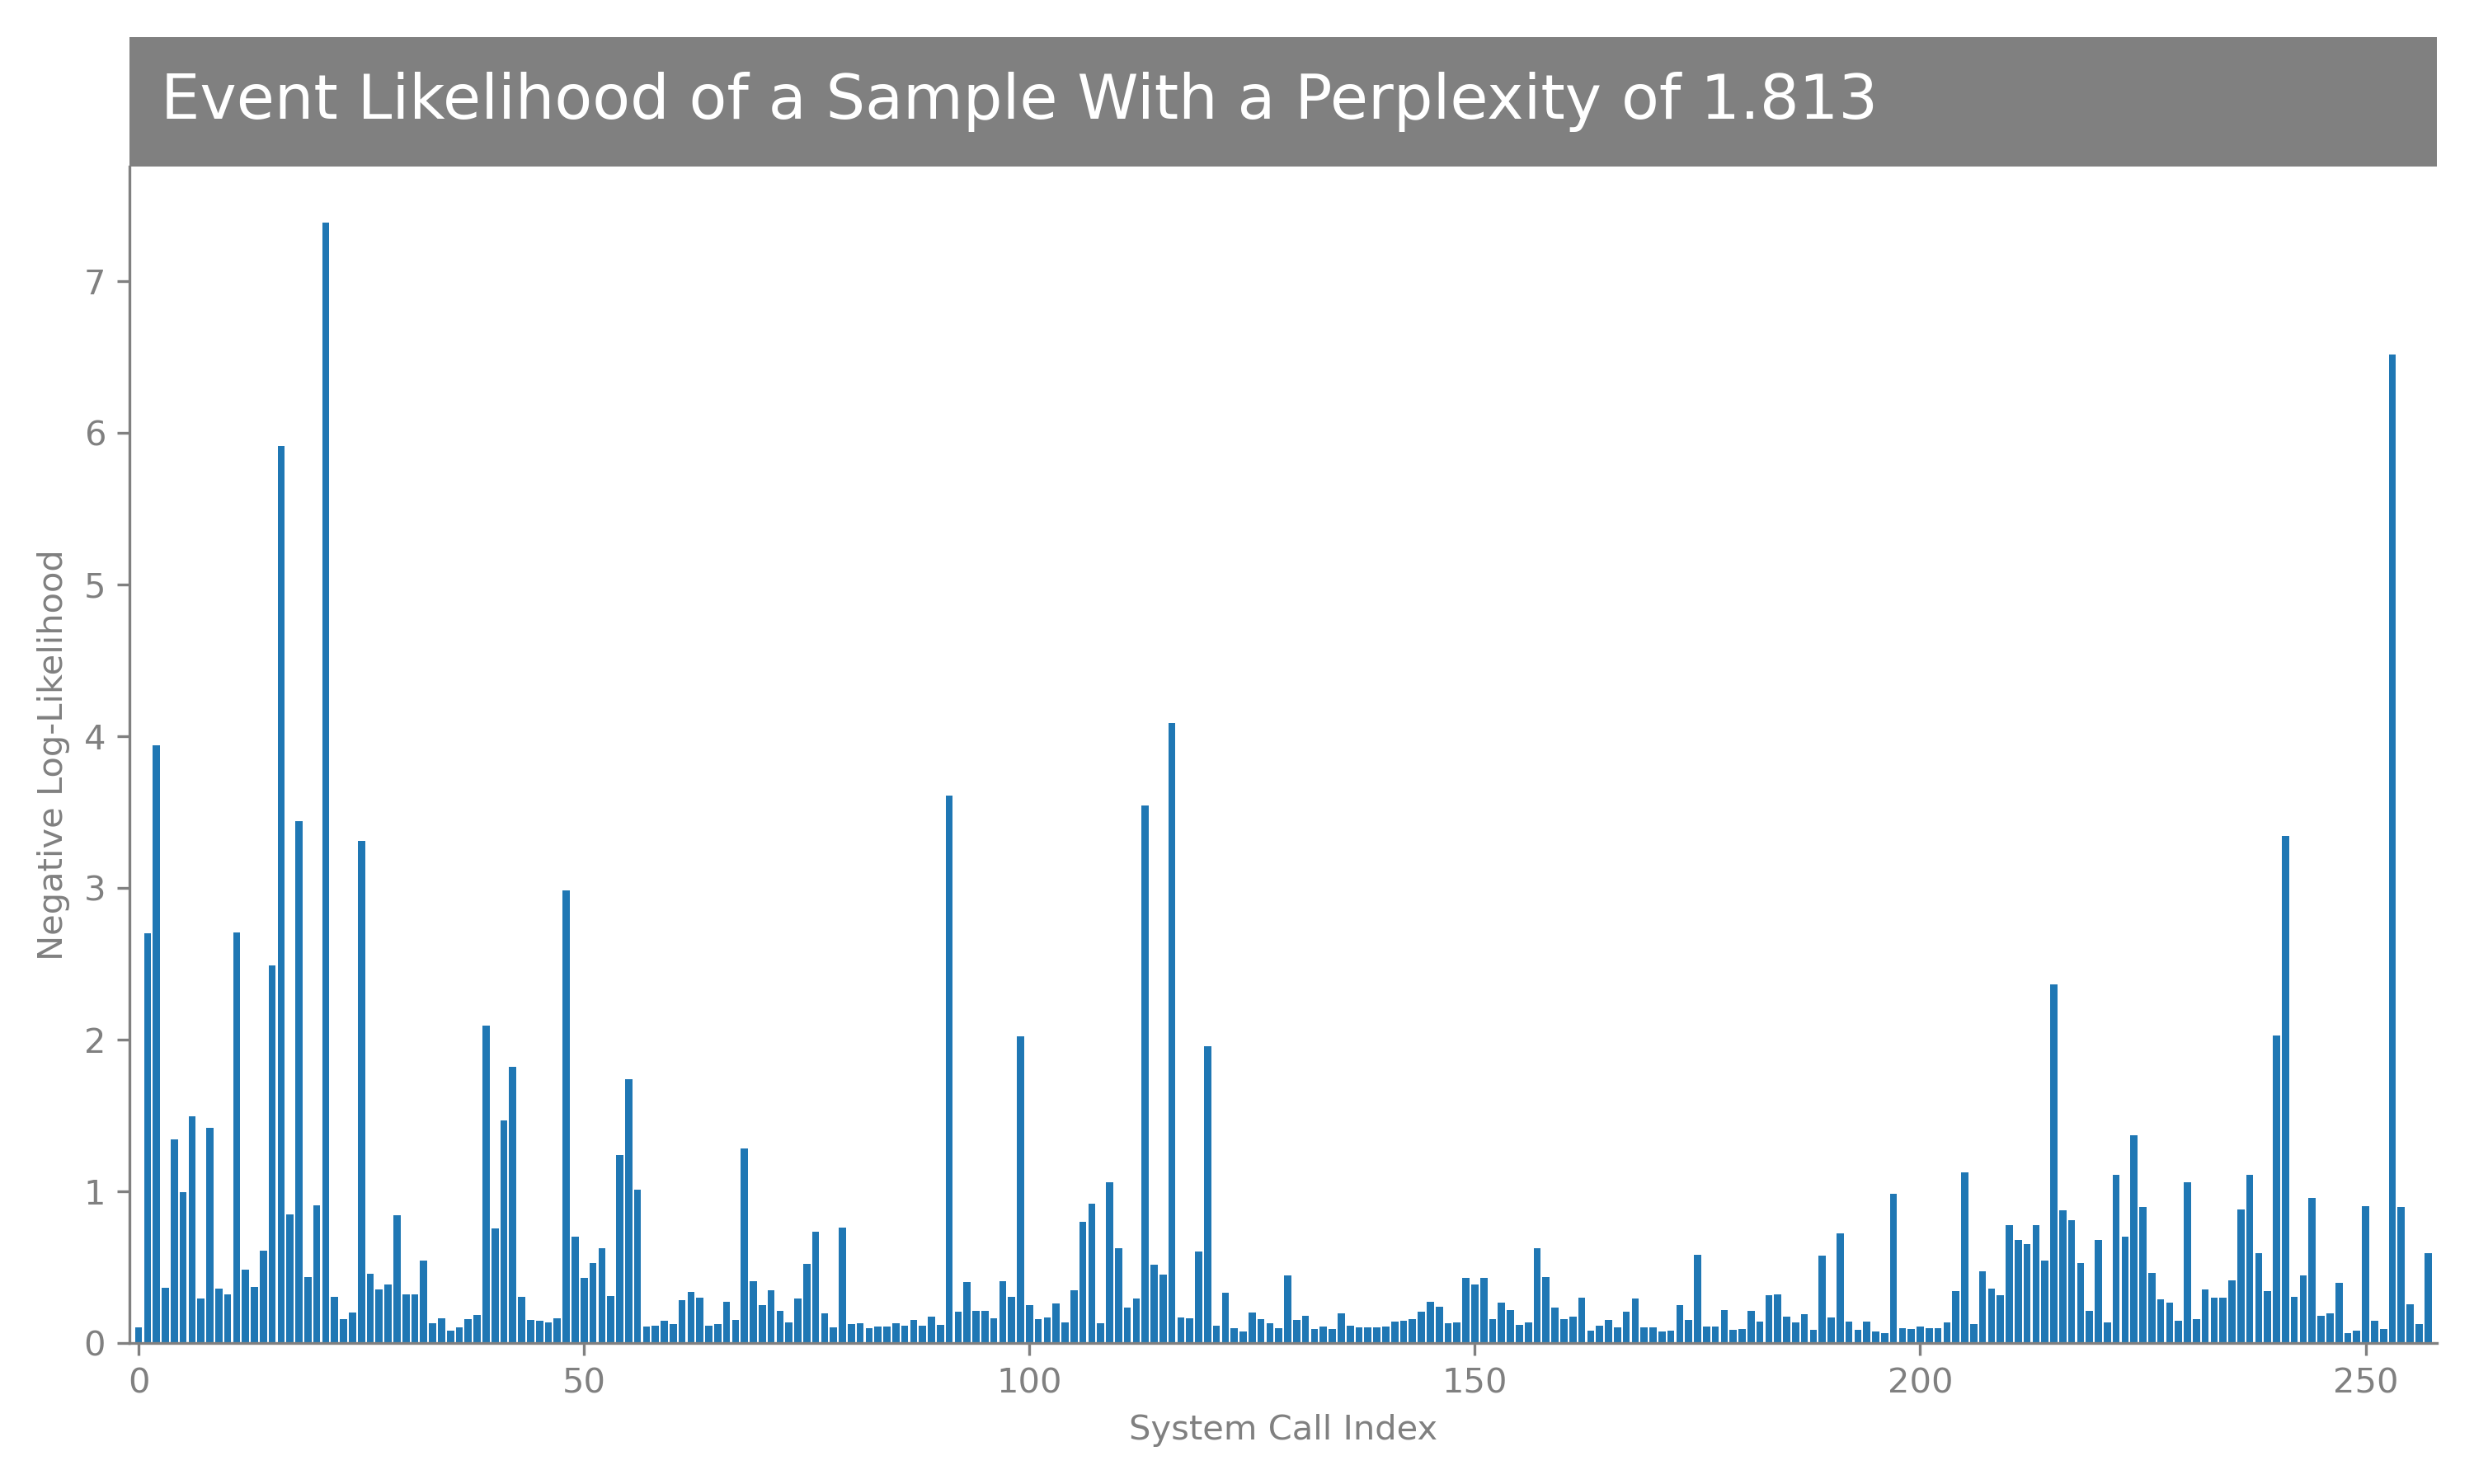 Event Likelihood of a Sample With a Perplexity of 1.813
Negative Log-Likelihood
7
6
5
4
3
2
1
0
0 50 100 150 200 250
System Call Index